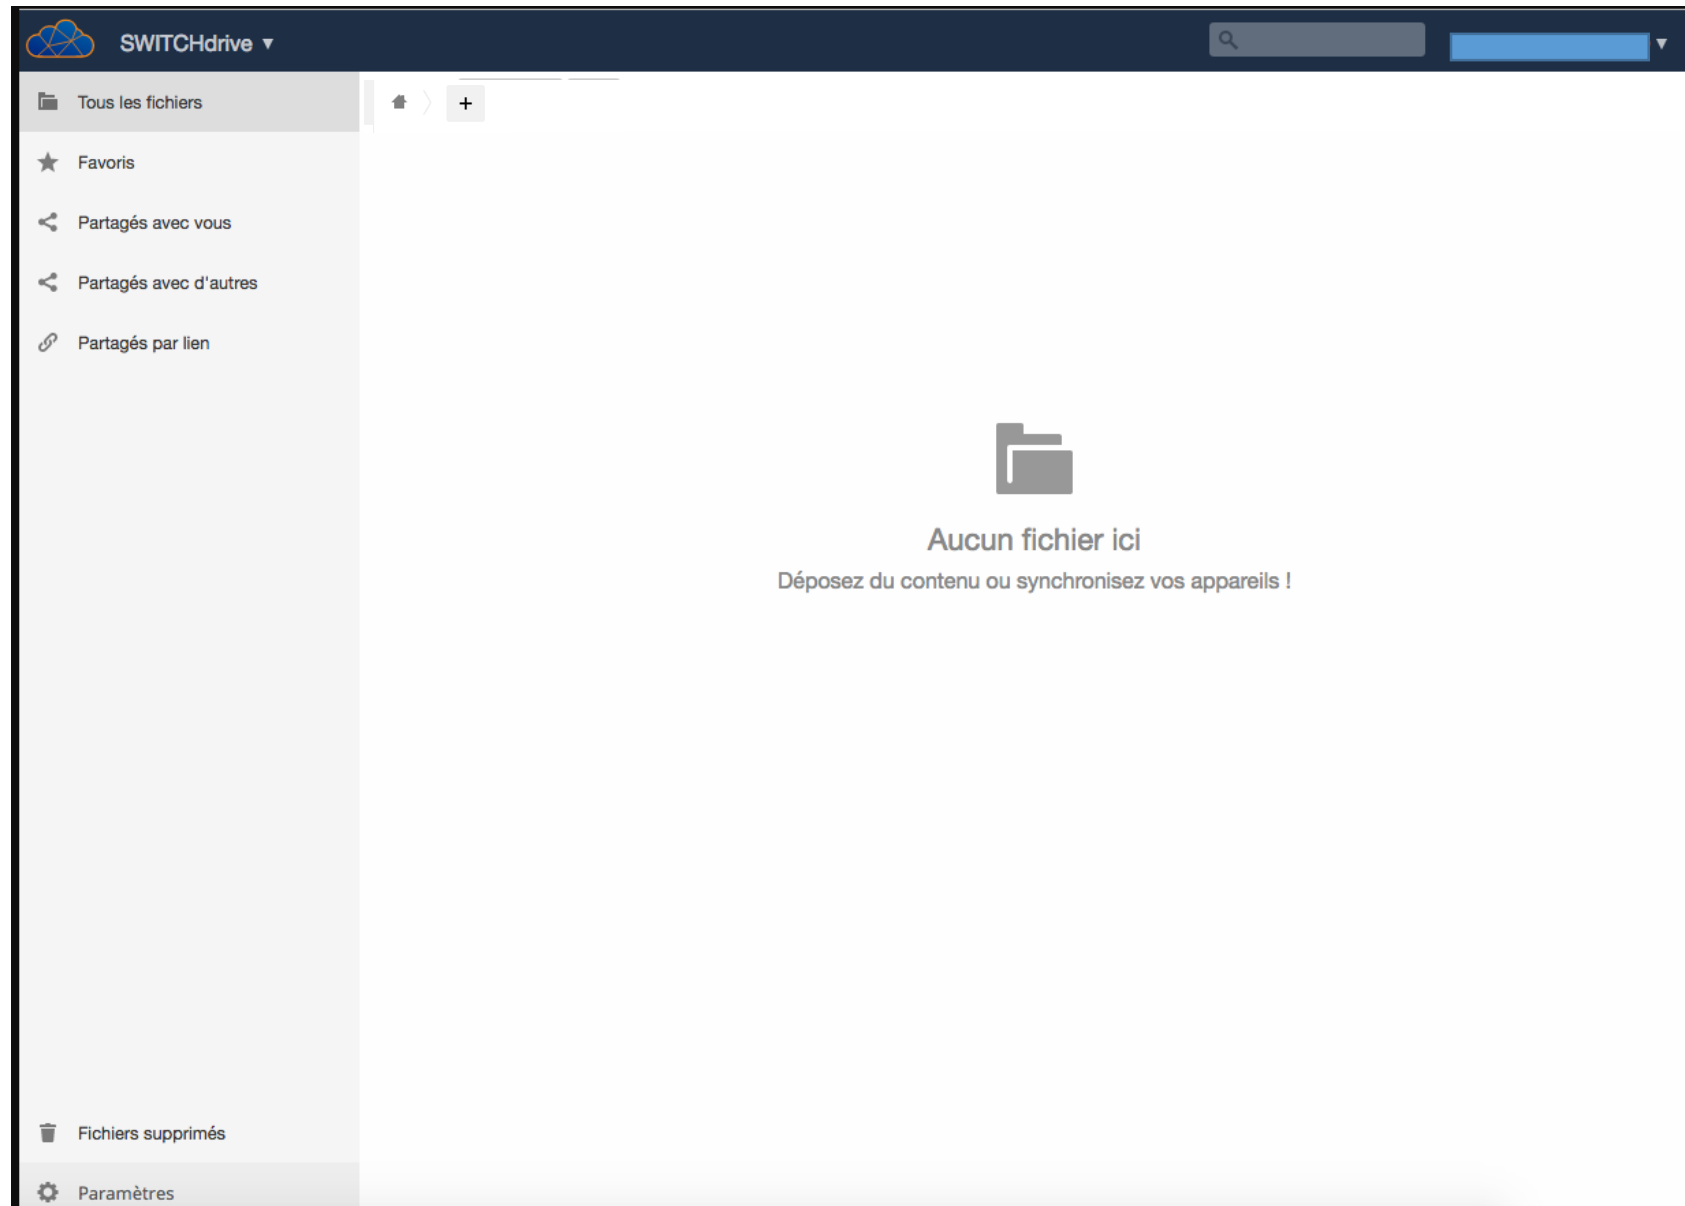 SWITCHdrive ▼
▼
Tous les fichiers
+
Favoris
Partagés avec vous
Partagés avec d'autres
Partagés par lien
Aucun fichier ici
Déposez du contenu ou synchronisez vos appareils !
Fichiers supprimés
Paramètres